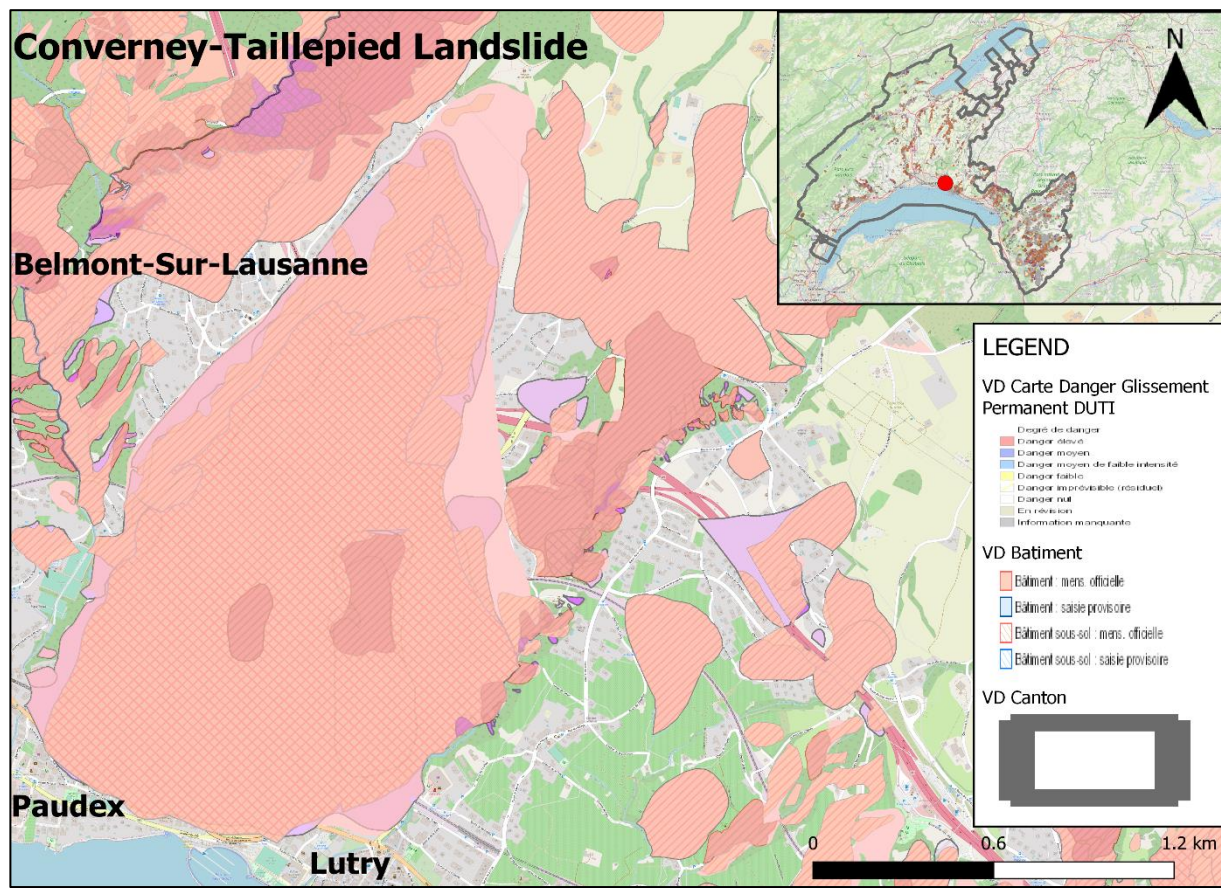 Converney-Taillepied Landslide
N
Belmont-Sur-Lausanne
LEGEND
VD Carte Danger Glissement
Permanent DUTI
Degré de danger
Danger élevé
Danger moyen
Danger moyen de faible intensité
Danger faible
Danger imprévisible (résiduel)
Danger nul
En révision
Information manquante
VD Batiment
Bâtiment : mens. officielle
Bâtiment : saisie provisoire
Bâtiment sous-sol : mens. officielle
Bâtiment sous-sol : saisie provisoire
VD Canton
Paudex
Lutry
0
0.6
1.2 km